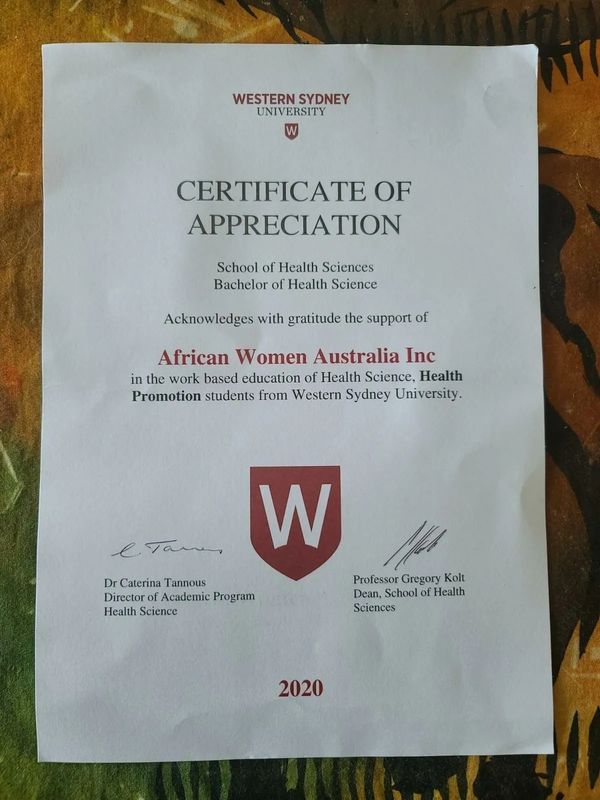 WESTERN SYDNEY
UNIVERSITY
W
CERTIFICATE OF
APPRECIATION
School of Health Sciences
Bachelor of Health Science
Acknowledges with gratitude the support of
African Women Australia Inc
in the work based education of Health Science, Health
Promotion students from Western Sydney University.
W
C. Tannous
Dr Caterina Tannous
Director of Academic Program
Health Science
Professor Gregory Kolt
Dean, School of Health
Sciences
2020